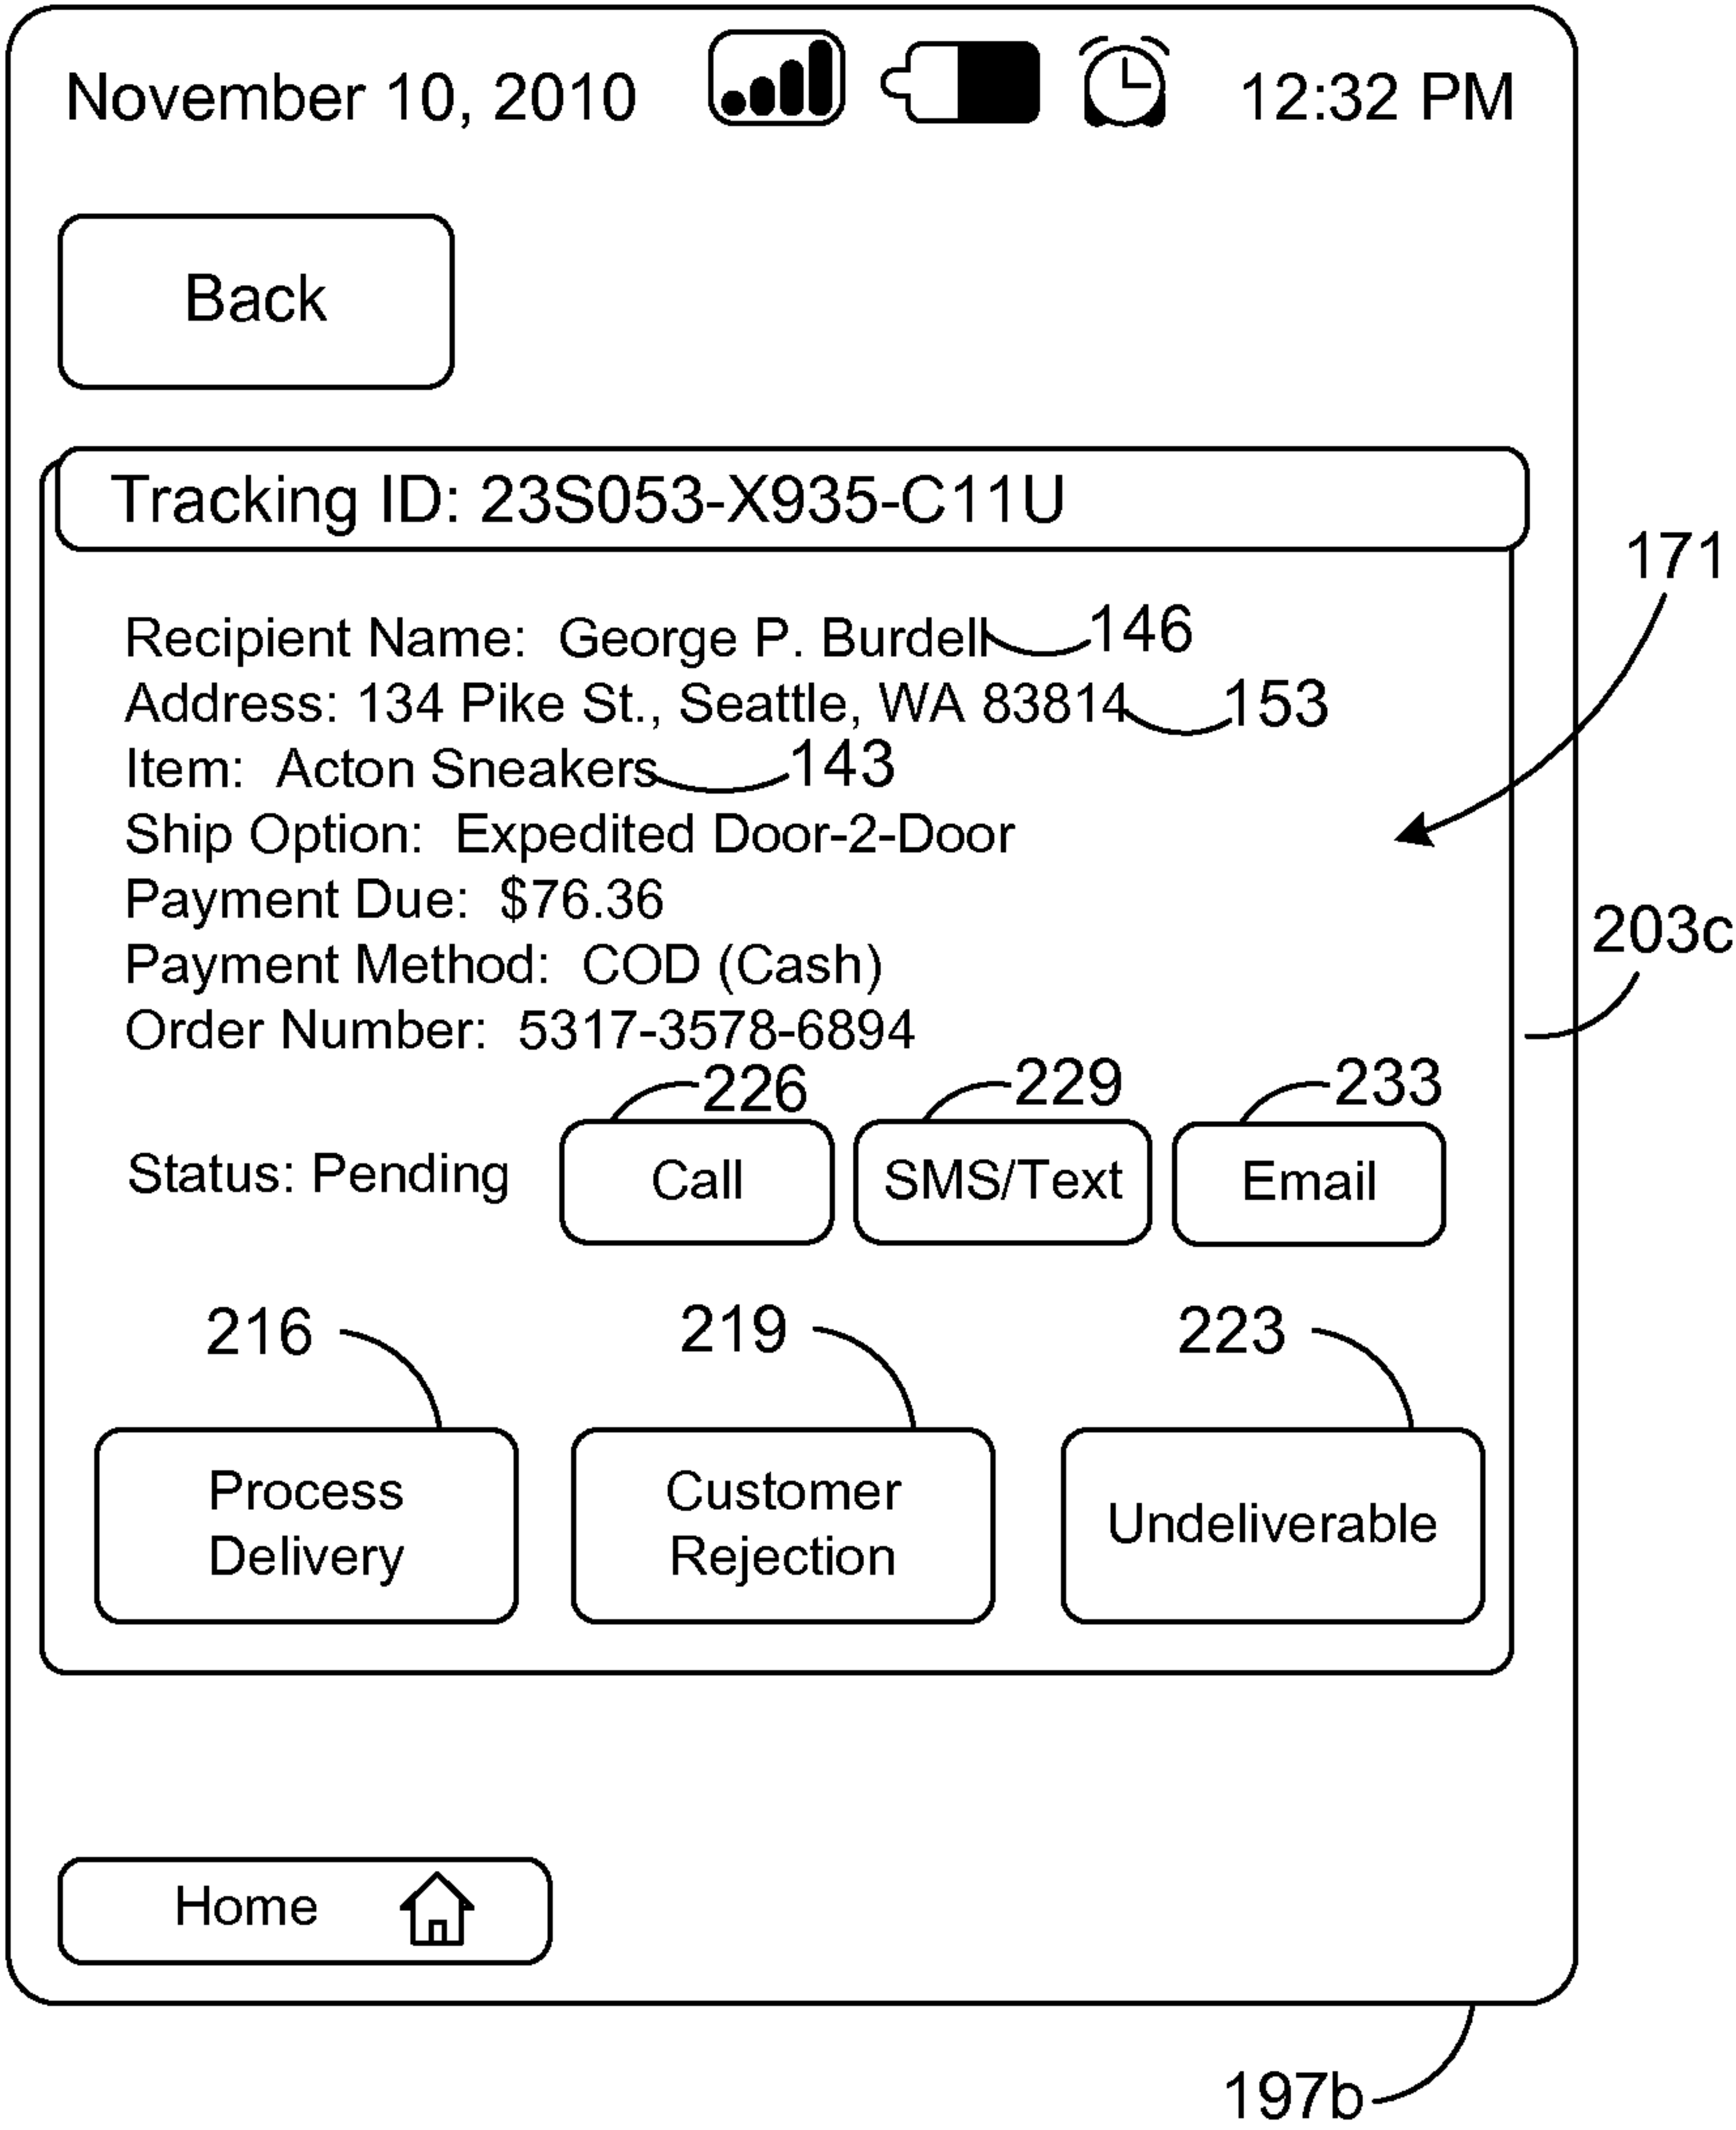 November 10, 2010 12:32 PM
Back
Tracking ID: 23S053-X935-C11U
171
Recipient Name: George P. Burdell 146
Address: 134 Pike St., Seattle, WA 83814 153
Item: Acton Sneakers 143
Ship Option: Expedited Door-2-Door
Payment Due: $76.36
203c
Payment Method: COD (Cash)
Order Number: 5317-3578-6894
226 229 233
Status: Pending Call SMS/Text Email
216 219 223
Process Delivery
Customer Rejection
Undeliverable
Home
197b